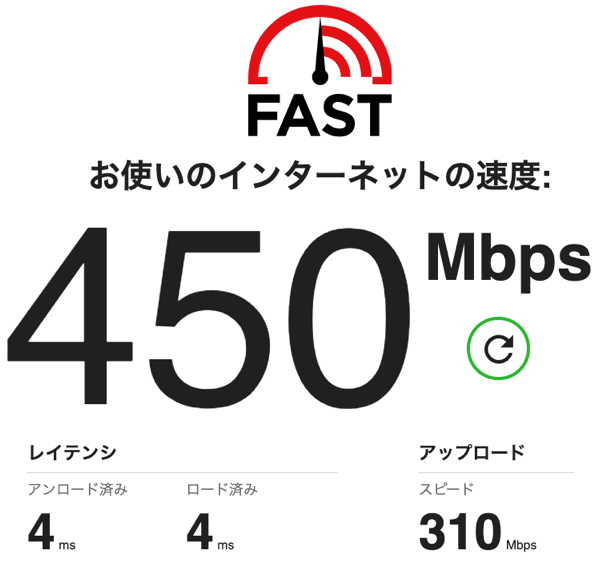 FAST
お使いのインターネットの速度:
450 Mbps
レイテンシ
アップロード
アンロード済み
ロード済み
スピード
4 ms
4 ms
310 Mbps